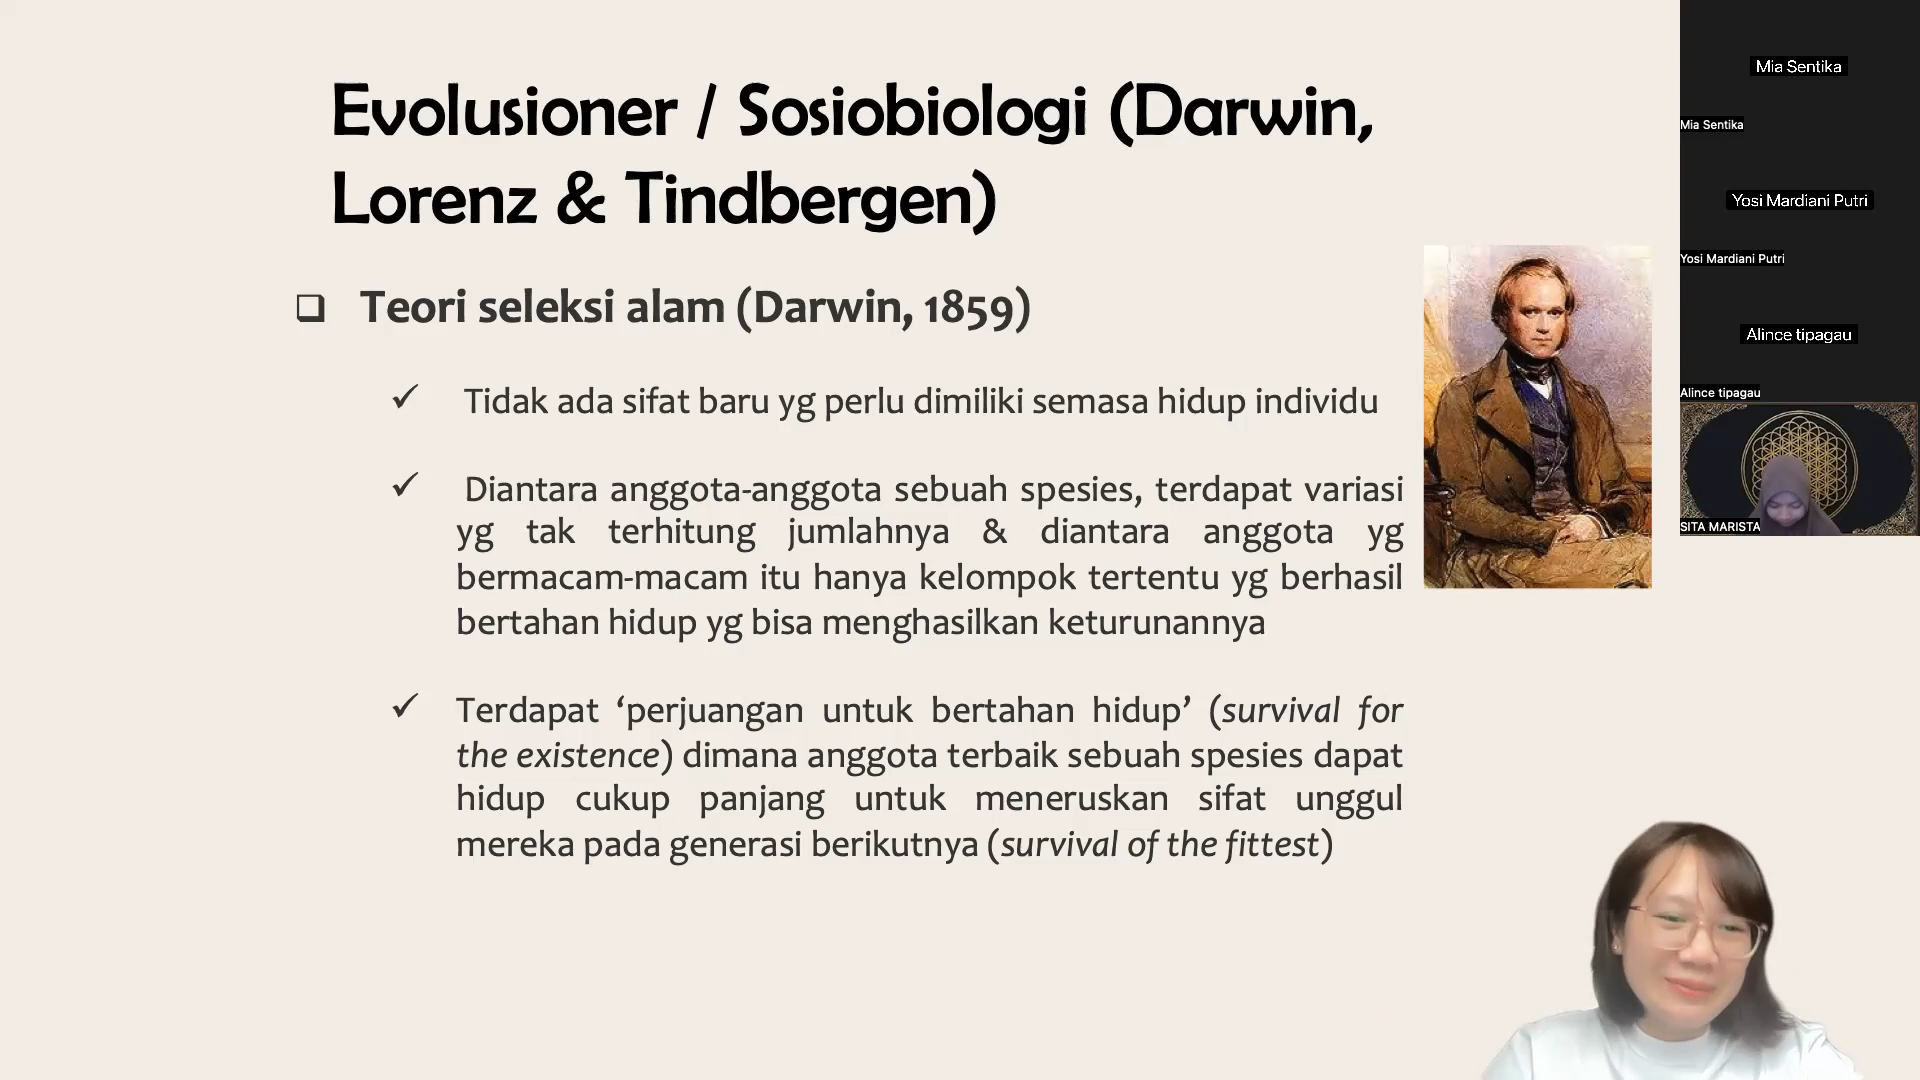 Evolusioner / Sosiobiologi (Darwin,
Lorenz & Tindbergen)
Teori seleksi alam (Darwin, 1859)
Tidak ada sifat baru yg perlu dimiliki semasa hidup individu
Diantara anggota-anggota sebuah spesies, terdapat variasi
yg tak terhitung jumlahnya & diantara anggota yg
bermacam-macam itu hanya kelompok tertentu yg berhasil
bertahan hidup yg bisa menghasilkan keturunannya
Terdapat ‘perjuangan untuk bertahan hidup’ (survival for
the existence) dimana anggota terbaik sebuah spesies dapat
hidup cukup panjang untuk meneruskan sifat unggul
mereka pada generasi berikutnya (survival of the fittest)
Mia Sentika
Mia Sentika
Yosi Mardiani Putri
Yosi Mardiani Putri
Alince tipagau
Alince tipagau
SITA MARISTA